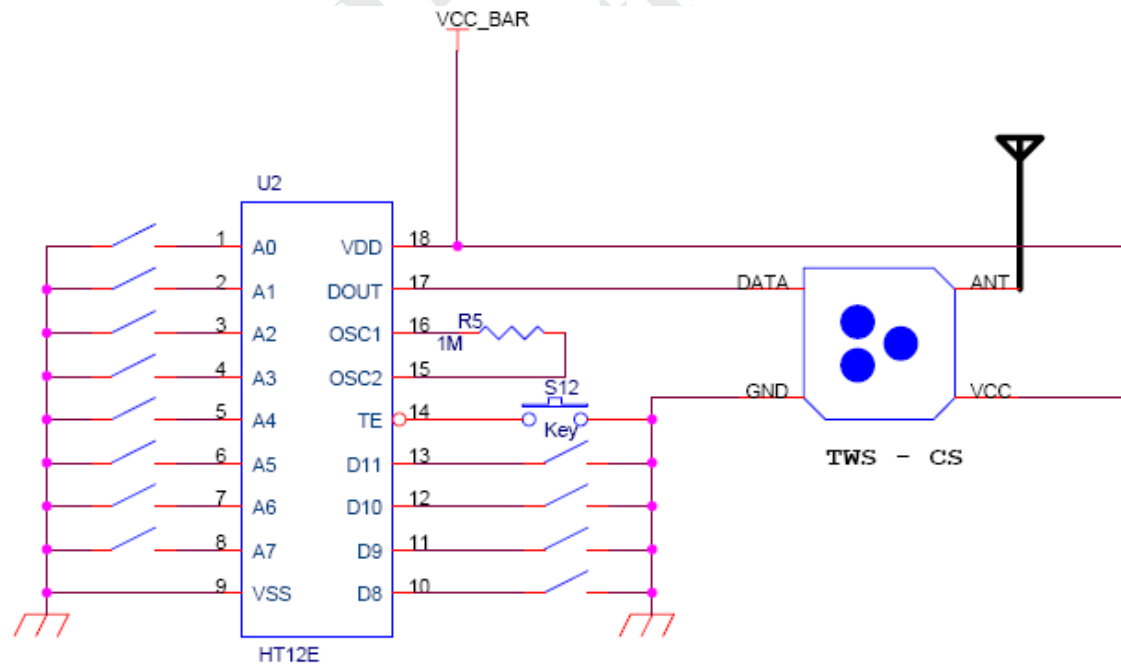 VCC_BAR
U2
1 A0 VDD 18
2 A1 DOUT 17 DATA ANT
3 A2 OSC1 16 R5
1M
4 A3 OSC2 15
S12
GND VCC
5 A4 TE 14 Key
6 A5 D11 13 TWS - CS
7 A6 D10 12
8 A7 D9 11
9 VSS D8 10
HT12E